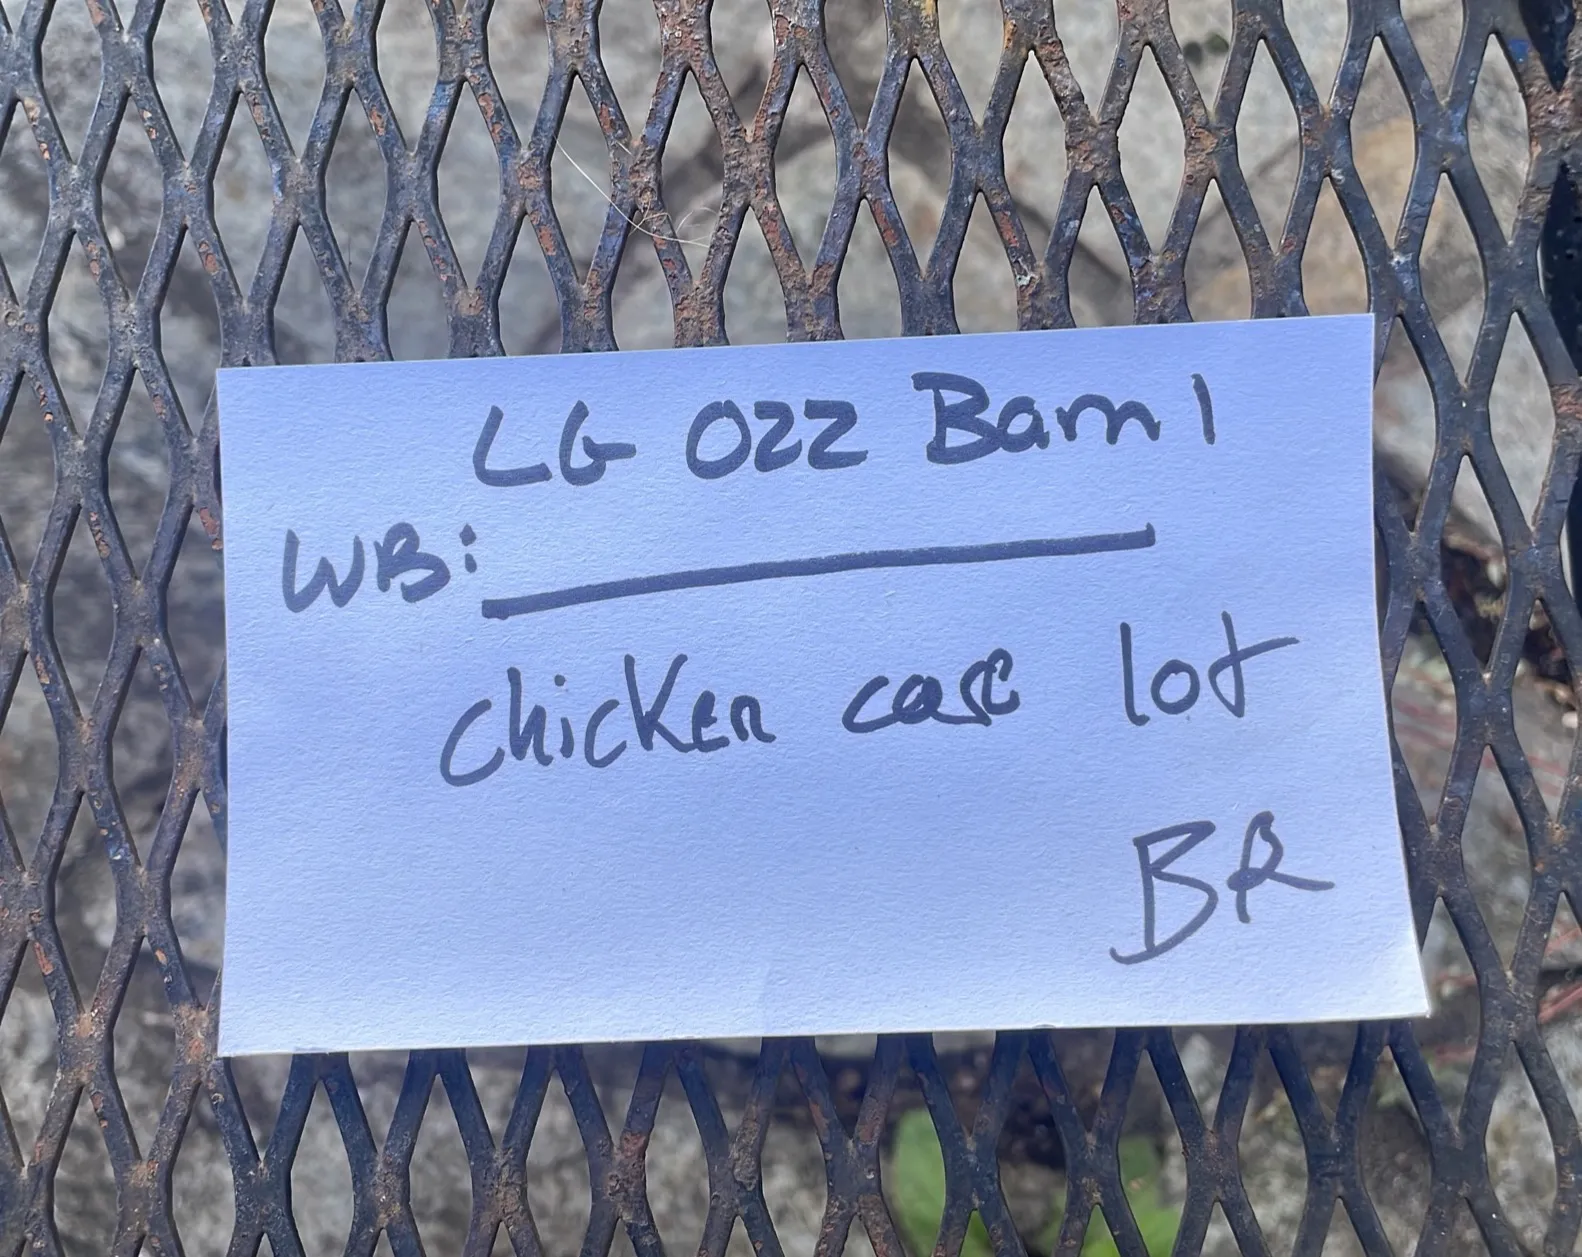 LG 022 Barn 1
WB:
chicken case lot
BR